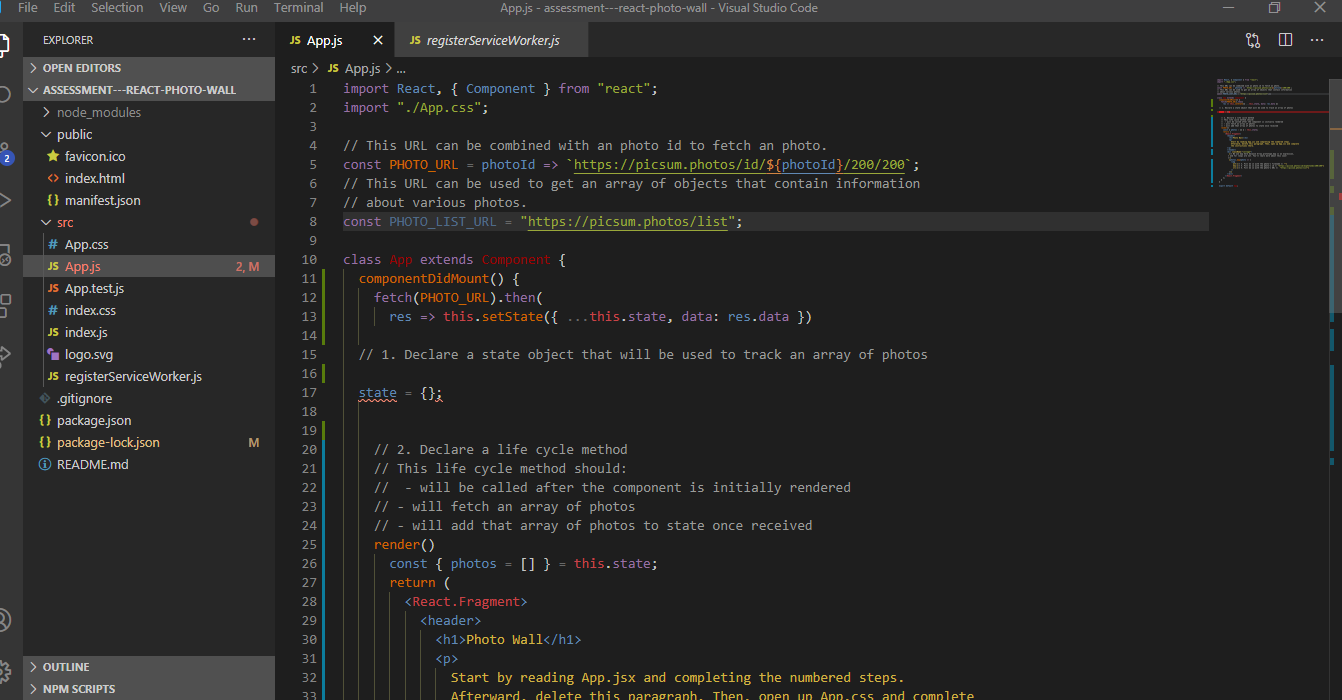 File Edit Selection View Go Run Terminal Help App.js - assessment---react-photo-wall - Visual Studio Code
EXPLORER ···
JS App.js ×
JS registerServiceWorker.js
OPEN EDITORS
ASSESSMENT---REACT-PHOTO-WALL
node_modules
public
favicon.ico
<> index.html
{} manifest.json
src
# App.css
JS App.js 2, M
JS App.test.js
# index.css
JS index.js
logo.svg
JS registerServiceWorker.js
.gitignore
{} package.json
{} package-lock.json M
README.md
OUTLINE
NPM SCRIPTS
2
src > JS App.js > ...
1 import React, { Component } from "react";
2 import "./App.css";
3
4 // This URL can be combined with an photo id to fetch an photo.
5 const PHOTO_URL = photoId => `https://picsum.photos/id/${photoId}/200/200`;
6 // This URL can be used to get an array of objects that contain information
7 // about various photos.
8 const PHOTO_LIST_URL = "https://picsum.photos/list";
9
10 class App extends Component {
11 componentDidMount() {
12 fetch(PHOTO_URL).then(
13 res => this.setState({ ...this.state, data: res.data })
14
15 // 1. Declare a state object that will be used to track an array of photos
16
17 state = {};
18
19
20 // 2. Declare a life cycle method
21 // This life cycle method should:
22 //  - will be called after the component is initially rendered
23 // - will fetch an array of photos
24 // - will add that array of photos to state once received
25 render()
26 const { photos = [] } = this.state;
27 return (
28 <React.Fragment>
29 <header>
30 <h1>Photo Wall</h1>
31 <p>
32 Start by reading App.jsx and completing the numbered steps.
33 Afterward, delete this paragraph. Then, open up App.css and complete